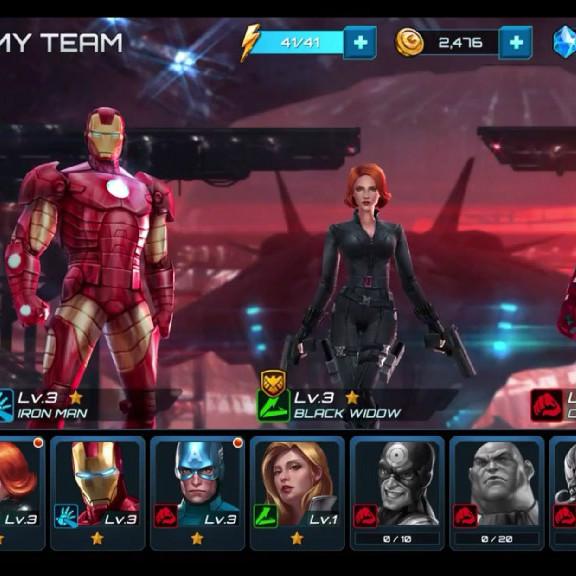 MY TEAM
41/41
2,476
Lv.3
IRON MAN
Lv.3
BLACK WIDOW
Lv.3
Lv.3
Lv.3
Lv.1
0/10
0/20